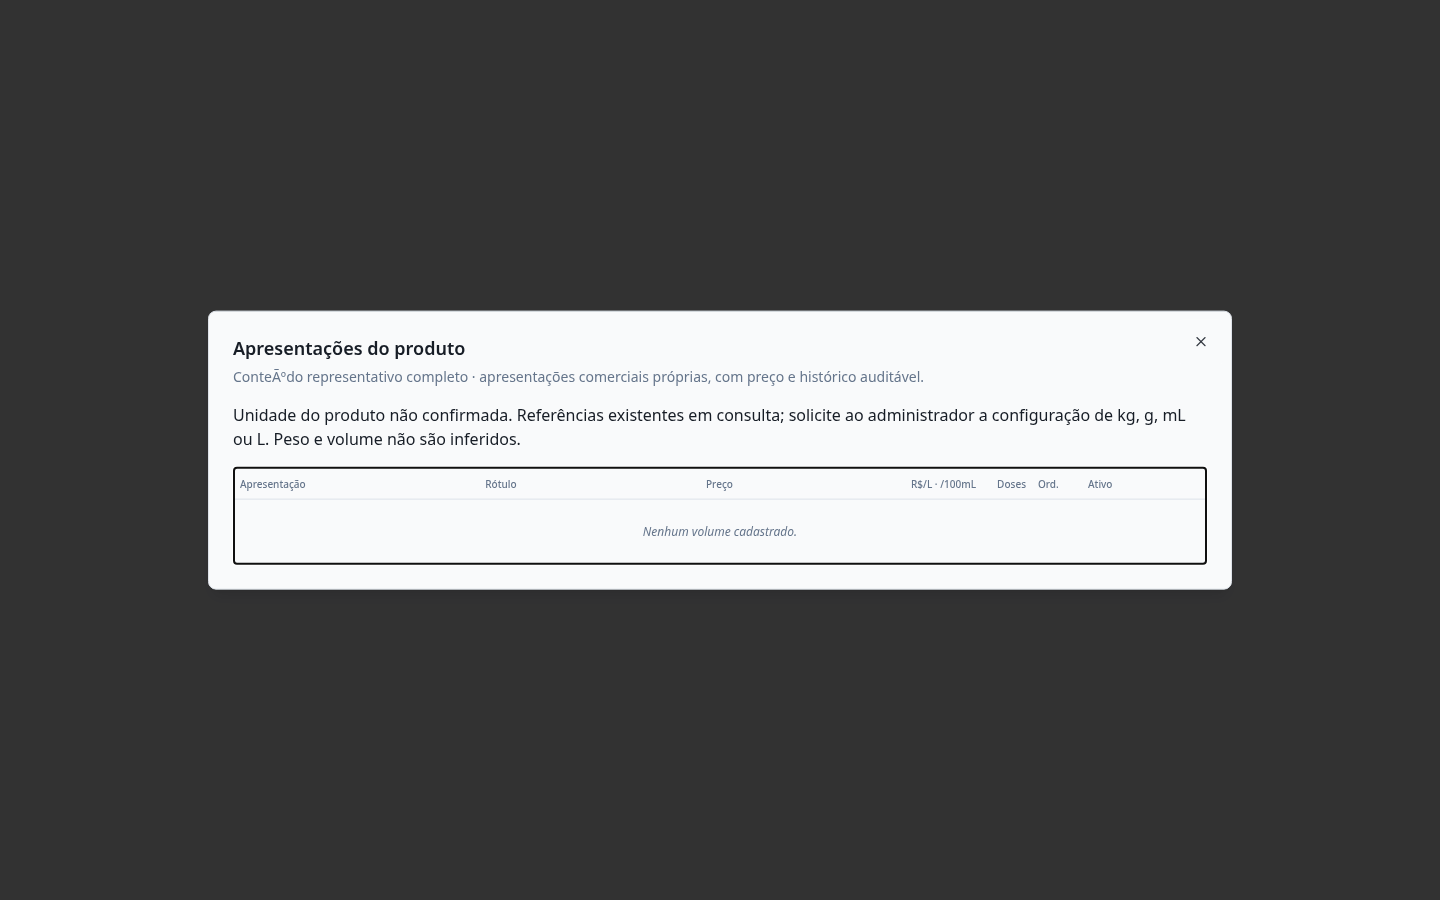 Apresentações do produto
ConteÃºdo representativo completo · apresentações comerciais próprias, com preço e histórico auditável.
Unidade do produto não confirmada. Referências existentes em consulta; solicite ao administrador a configuração de kg, g, mL
ou L. Peso e volume não são inferidos.
Apresentação Rótulo Preço R$/L · /100mL Doses Ord. Ativo
Nenhum volume cadastrado.